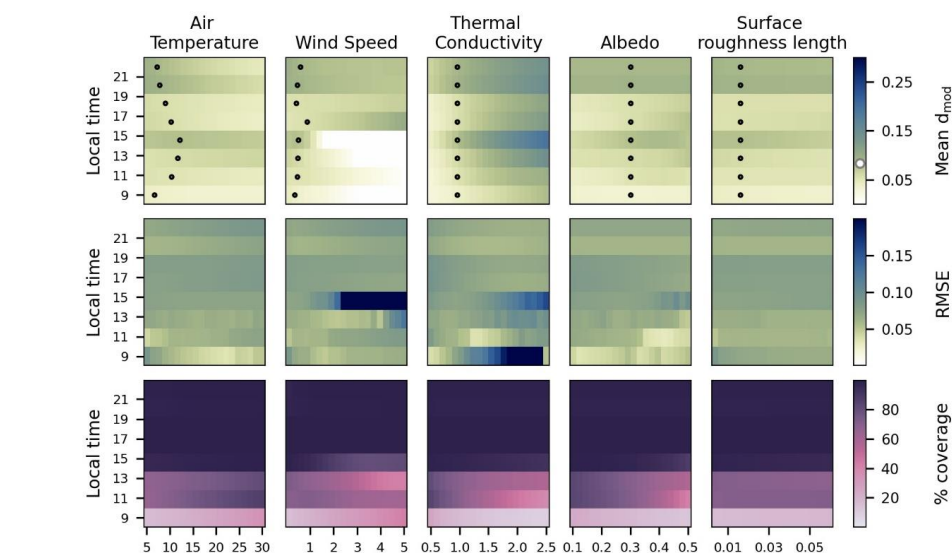 Air Temperature
Wind Speed
Thermal Conductivity
Albedo
Surface roughness length
Local time
21
19
17
15
13
11
9
0.25
0.15
0.05
Mean d_mod
Local time
21
19
17
15
13
11
9
0.15
0.10
0.05
RMSE
Local time
21
19
17
15
13
11
9
80
60
40
20
% coverage
5 10 15 20 25 30
1 2 3 4 5
0.5 1.0 1.5 2.0 2.5
0.1 0.2 0.3 0.4 0.5
0.01 0.03 0.05